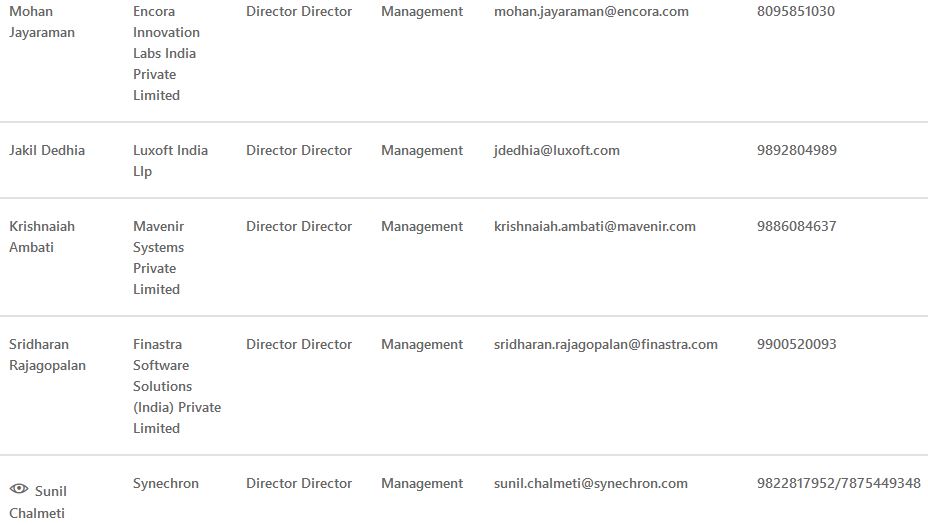 Mohan Encora Director Director Management mohan.jayaraman@encora.com 8095851030
Jayaraman Innovation
Labs India
Private
Limited
Jakil Dedhia Luxoft India Director Director Management jdedhia@luxoft.com 9892804989
Llp
Krishnaiah Mavenir Director Director Management krishnaiah.ambati@mavenir.com 9886084637
Ambati Systems
Private
Limited
Sridharan Finastra Director Director Management sridharan.rajagopalan@finastra.com 9900520093
Rajagopalan Software
Solutions
(India) Private
Limited
Sunil Synechron Director Director Management sunil.chalmeti@synechron.com 9822817952/7875449348
Chalmeti